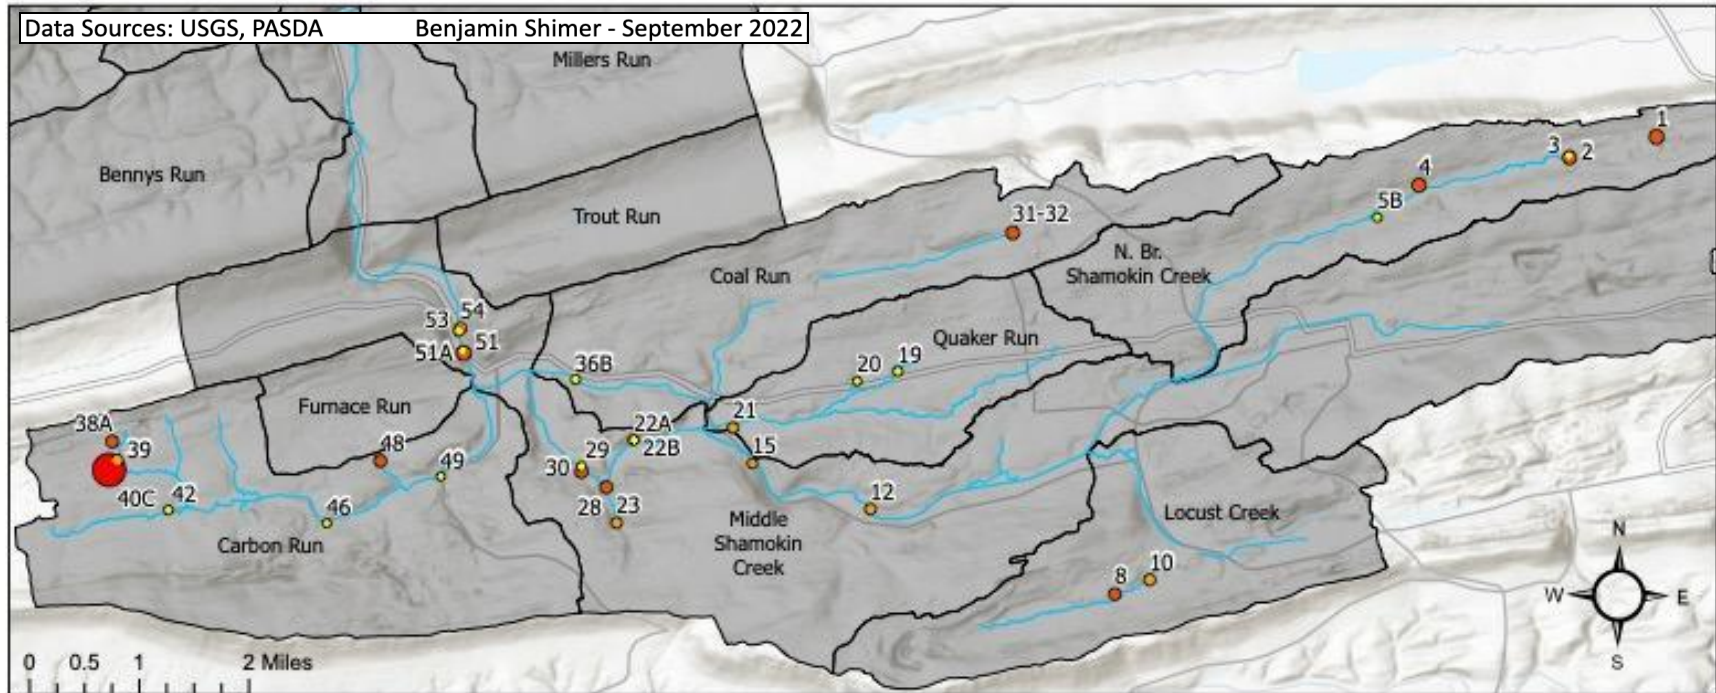 Data Sources: USGS, PASDA Benjamin Shimer - September 2022
Millers Run
Bennys Run
Trout Run
1
3
2
4
5B
31-32
N. Br.
Shamokin Creek
Coal Run
Quaker Run
54
53
51
51A
36B
20
19
Furnace Run
38A
39
48
49
22A
22B
21
15
29
30
40C
42
46
28
23
12
Middle
Shamokin
Creek
Locust Creek
Carbon Run
8
10
N
W
E
S
0 0.5 1 2 Miles